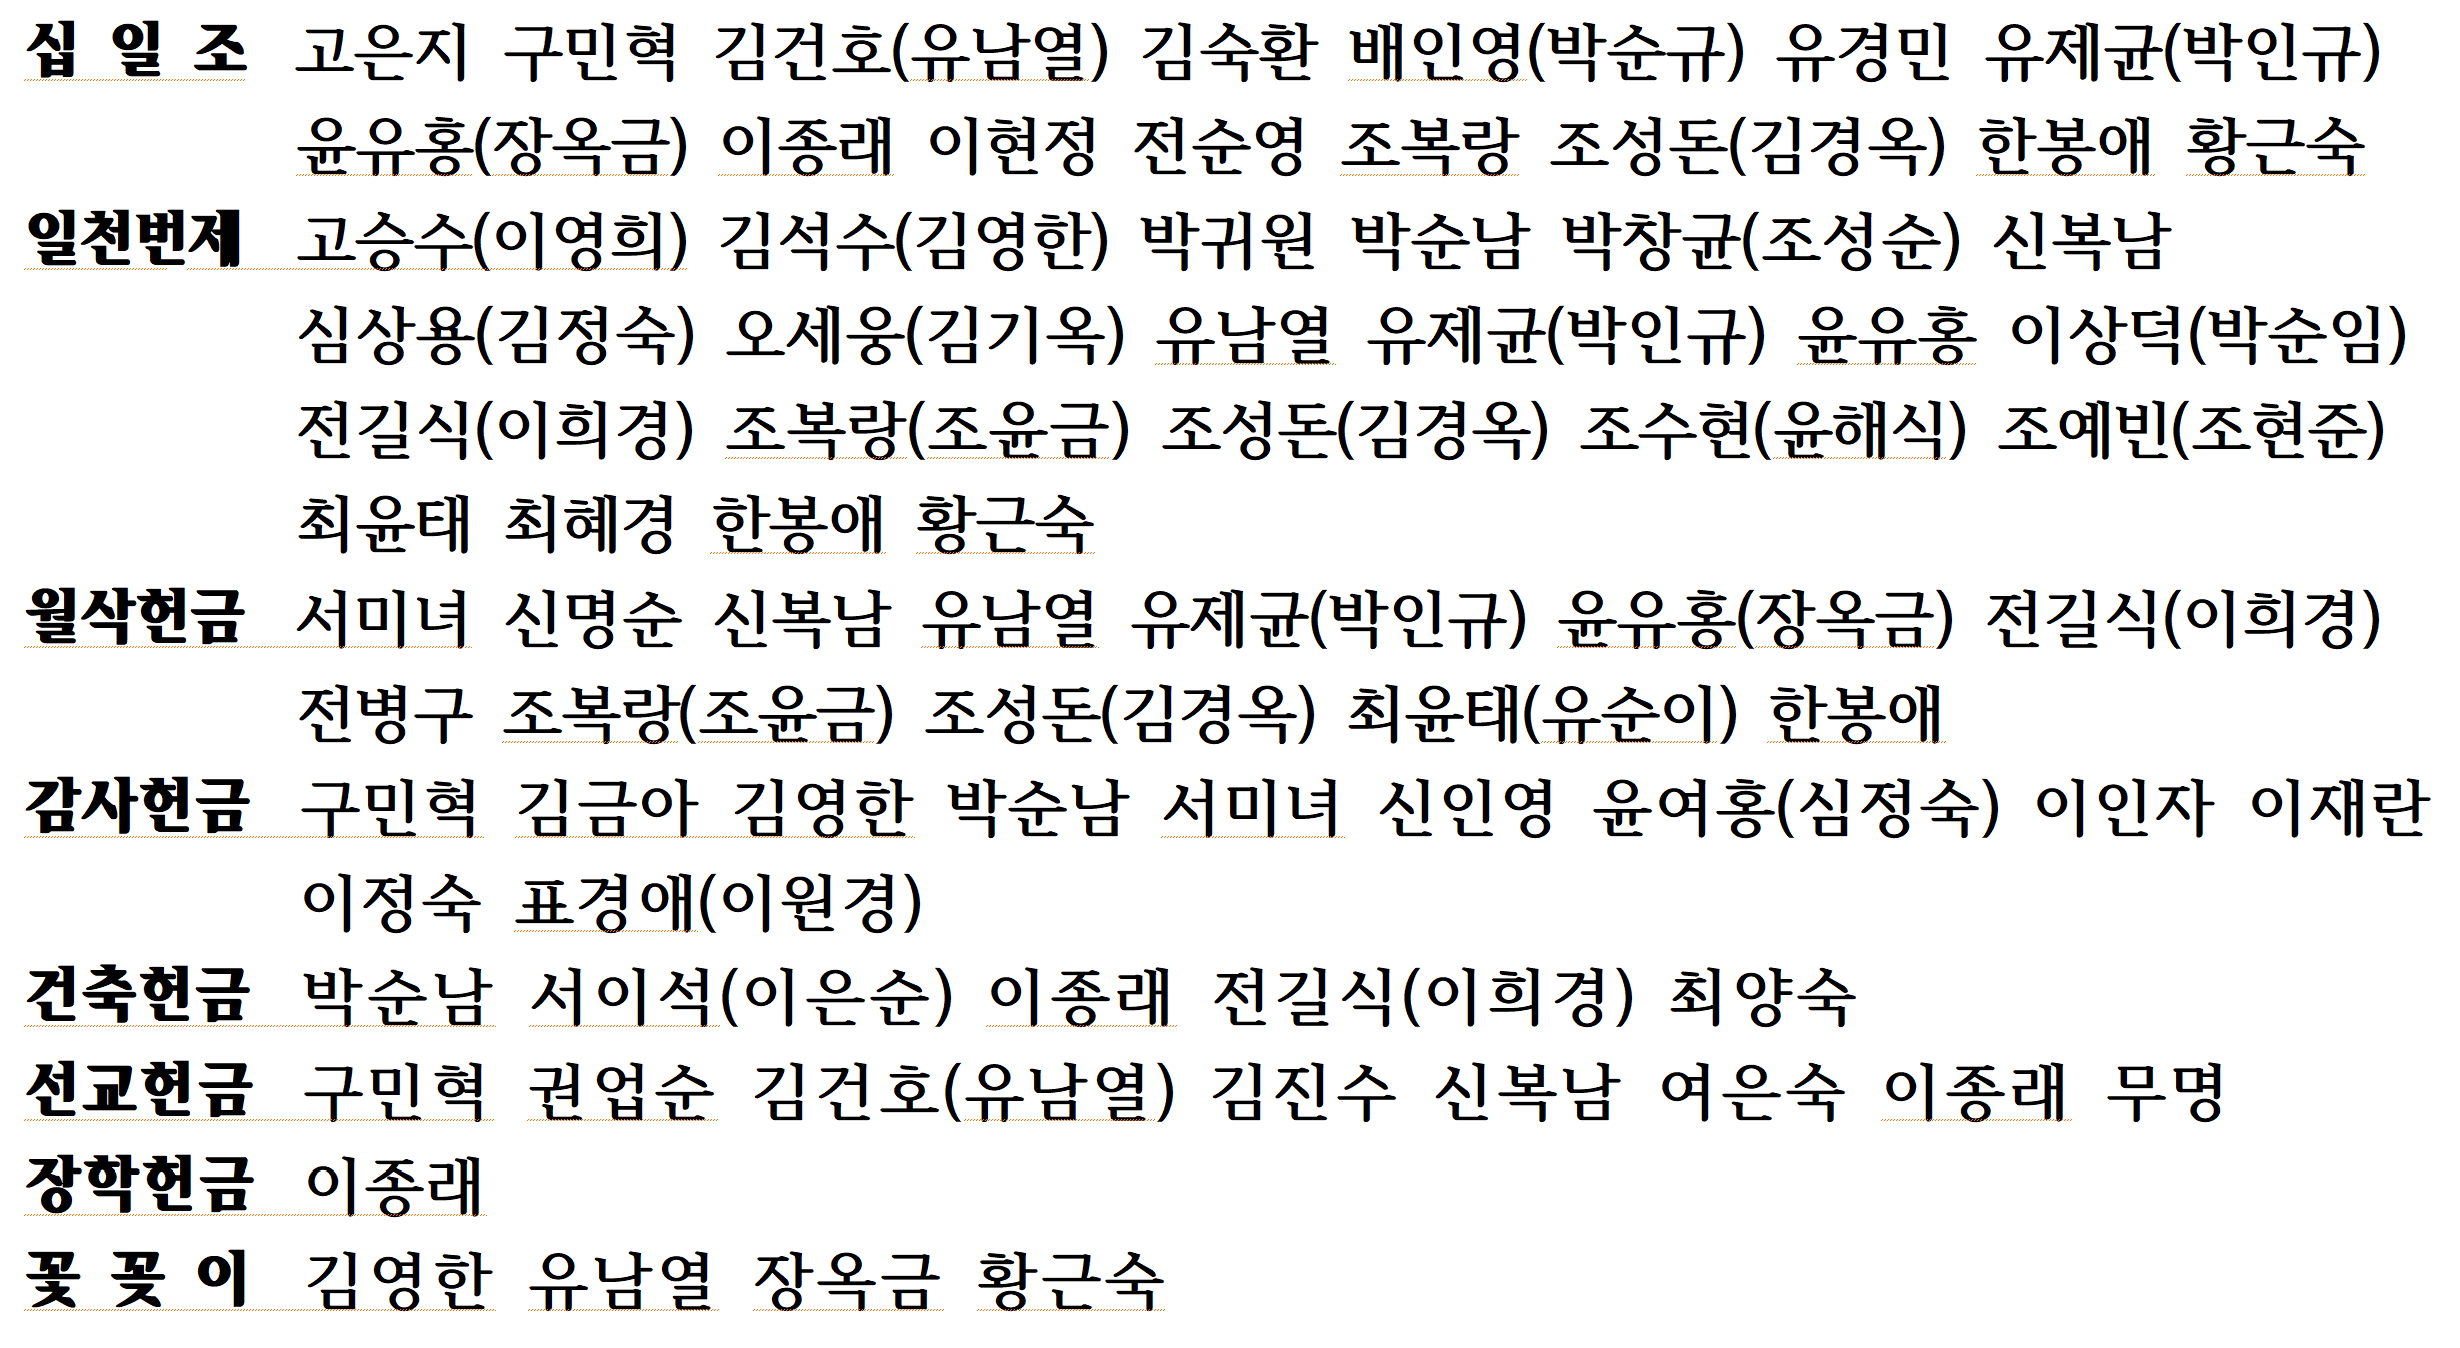 십 일 조 고은지 구민혁 김건호(유남열) 김숙환 배인영(박순규) 유경민 유제균(박인규)
윤유홍(장옥금) 이종래 이현정 전순영 조복랑 조성돈(김경옥) 한봉애 황근숙
일천번제 고승수(이영희) 김석수(김영한) 박귀원 박순남 박창균(조성순) 신복남
심상용(김정숙) 오세웅(김기옥) 유남열 유제균(박인규) 윤유홍 이상덕(박순임)
전길식(이희경) 조복랑(조윤금) 조성돈(김경옥) 조수현(윤해식) 조예빈(조현준)
최윤태 최혜경 한봉애 황근숙
월삭헌금 서미녀 신명순 신복남 유남열 유제균(박인규) 윤유홍(장옥금) 전길식(이희경)
전병구 조복랑(조윤금) 조성돈(김경옥) 최윤태(유순이) 한봉애
감사헌금 구민혁 김금아 김영한 박순남 서미녀 신인영 윤여홍(심정숙) 이인자 이재란
이정숙 표경애(이원경)
건축헌금 박순남 서이석(이은순) 이종래 전길식(이희경) 최양숙
선교헌금 구민혁 권업순 김건호(유남열) 김진수 신복남 여은숙 이종래 무명
장학헌금 이종래
꽃 꽂 이 김영한 유남열 장옥금 황근숙